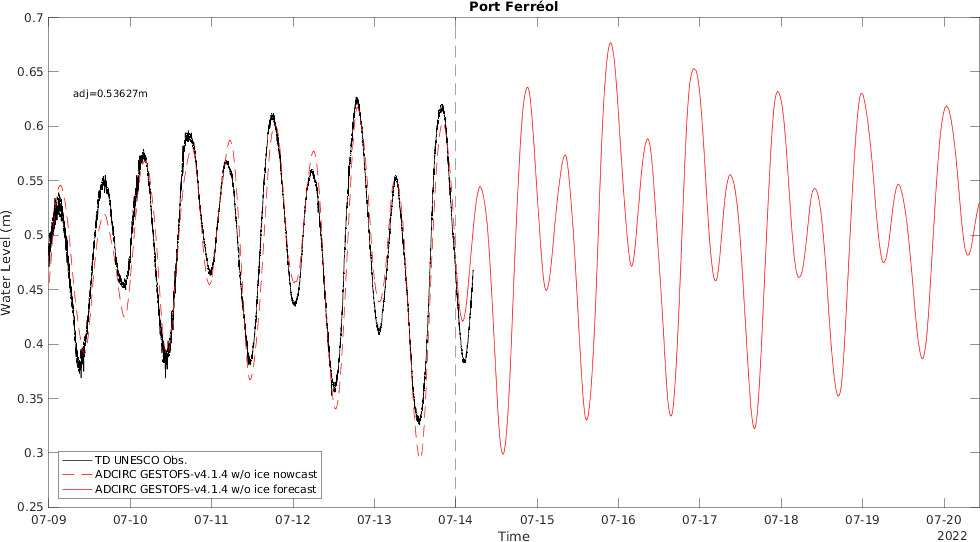 Port Ferréol
0.7
0.65
0.6
0.55
0.5
0.45
0.4
0.35
0.3
0.25
Water Level (m)
adj=0.53627m
TD UNESCO Obs.
ADCIRC GESTOFS-v4.1.4 w/o ice nowcast
ADCIRC GESTOFS-v4.1.4 w/o ice forecast
07-09 07-10 07-11 07-12 07-13 07-14 07-15 07-16 07-17 07-18 07-19 07-20
Time
2022